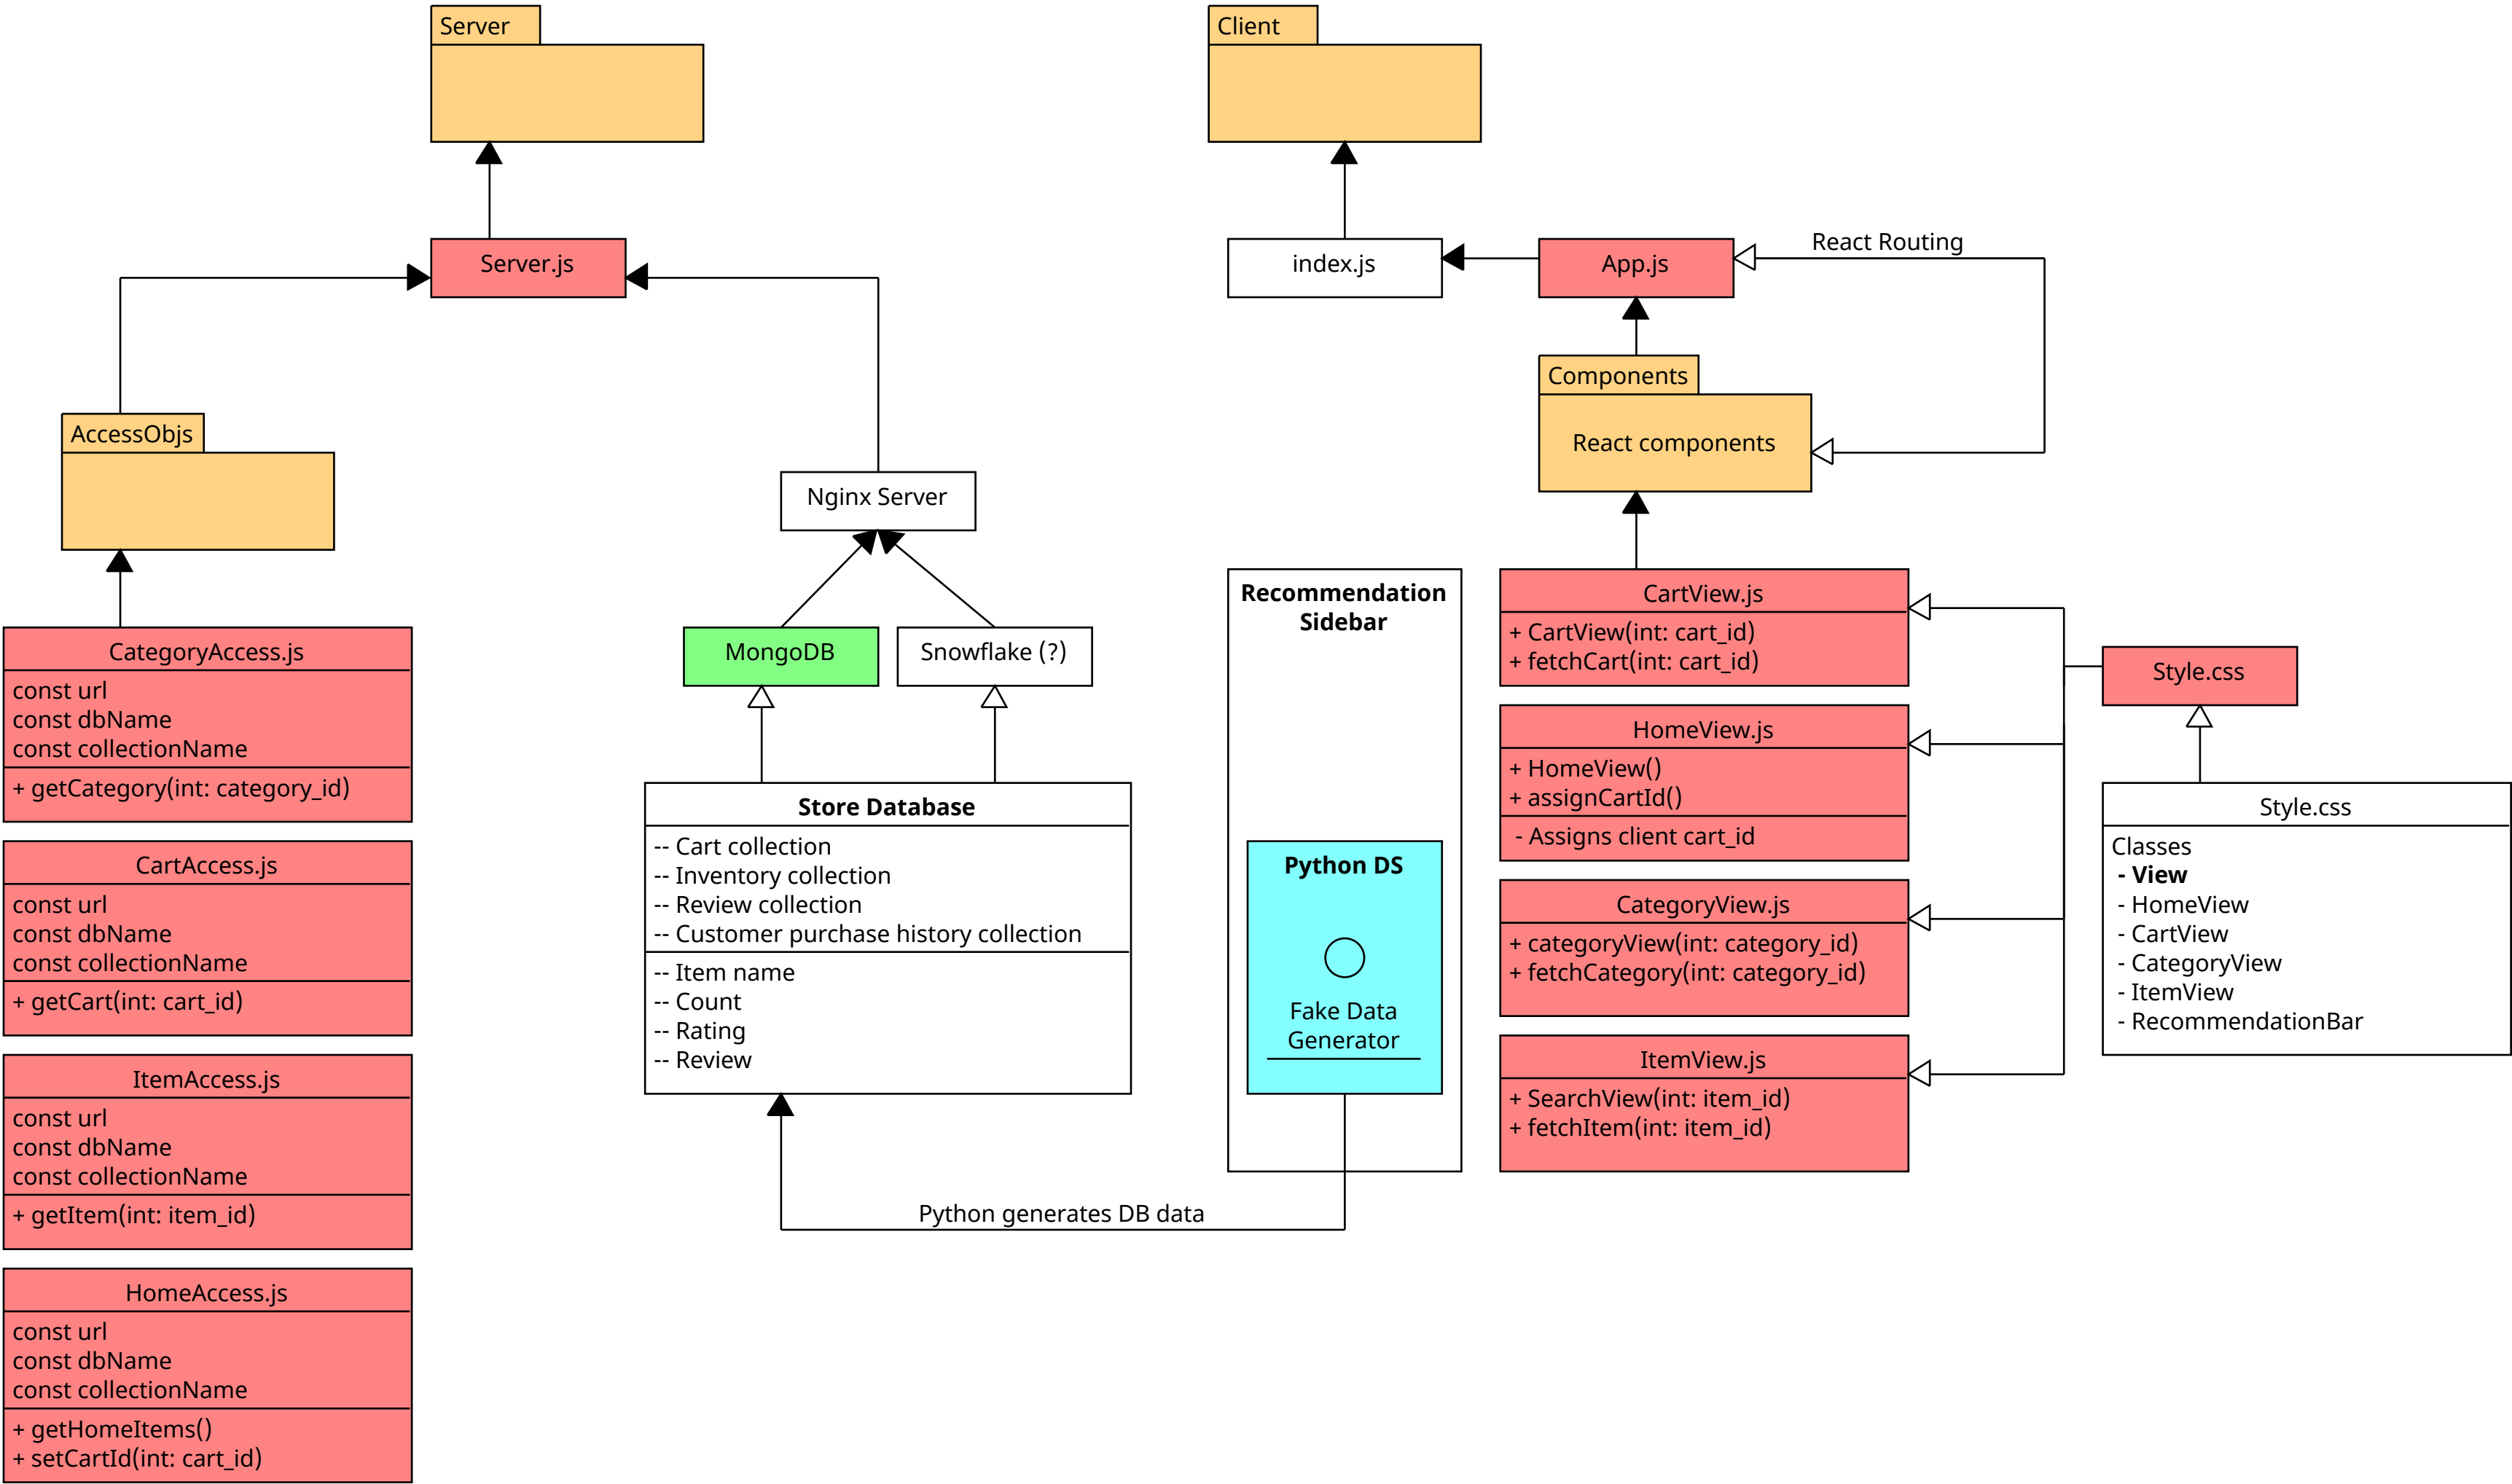 Server
Client
Server.js
index.js
App.js
React Routing
Components
React components
AccessObjs
Nginx Server
MongoDB
Snowflake (?)
CategoryAccess.js
const url
const dbName
const collectionName
+ getCategory(int: category_id)
CartAccess.js
const url
const dbName
const collectionName
+ getCart(int: cart_id)
ItemAccess.js
const url
const dbName
const collectionName
+ getItem(int: item_id)
HomeAccess.js
const url
const dbName
const collectionName
+ getHomeItems()
+ setCartId(int: cart_id)
Store Database
-- Cart collection
-- Inventory collection
-- Review collection
-- Customer purchase history collection
-- Item name
-- Count
-- Rating
-- Review
Python generates DB data
Recommendation
Sidebar
Python DS
Fake Data
Generator
CartView.js
+ CartView(int: cart_id)
+ fetchCart(int: cart_id)
HomeView.js
+ HomeView()
+ assignCartId()
- Assigns client cart_id
CategoryView.js
+ categoryView(int: category_id)
+ fetchCategory(int: category_id)
ItemView.js
+ SearchView(int: item_id)
+ fetchItem(int: item_id)
Style.css
Style.css
Classes
- View
- HomeView
- CartView
- CategoryView
- ItemView
- RecommendationBar